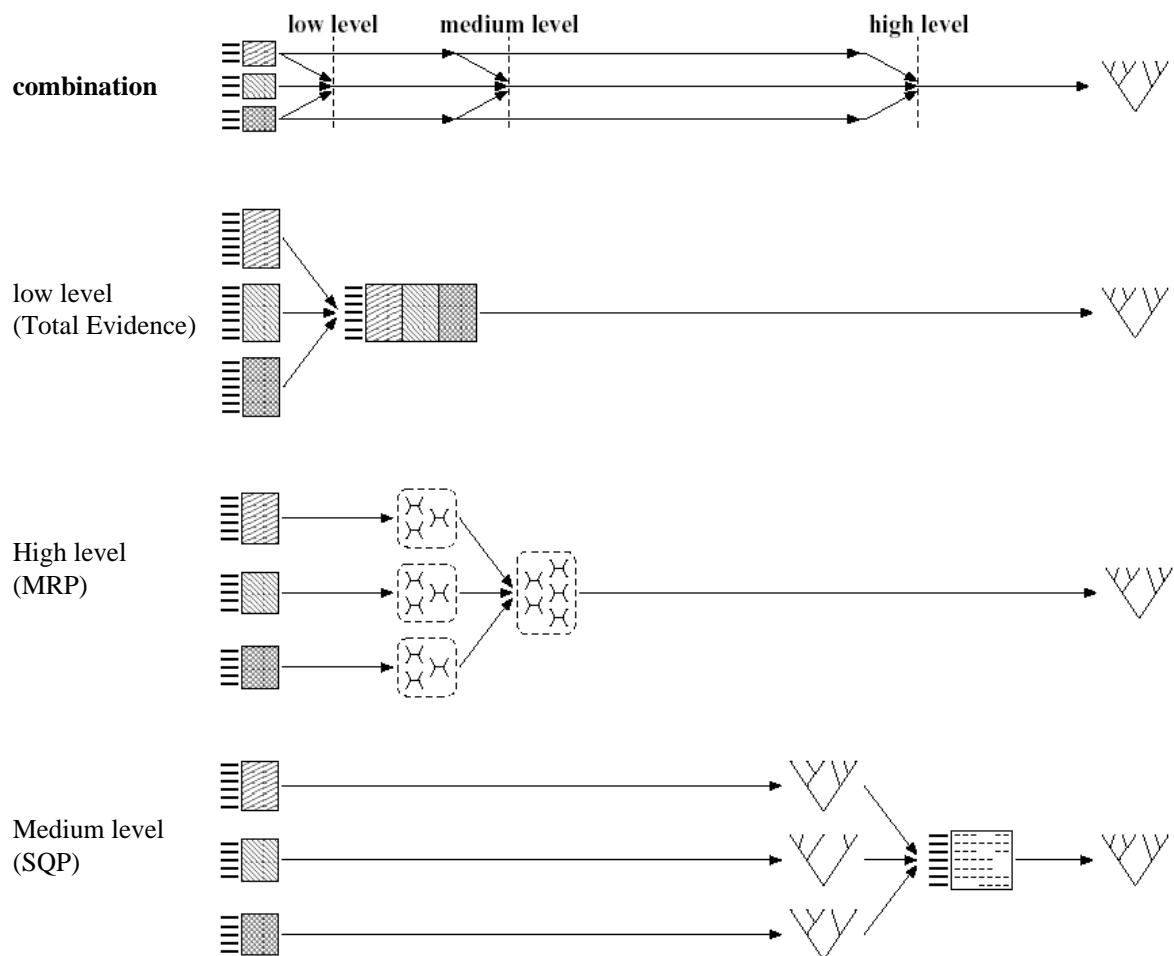 low level medium level high level
combination
low level
(Total Evidence)
High level
(MRP)
Medium level
(SQP)